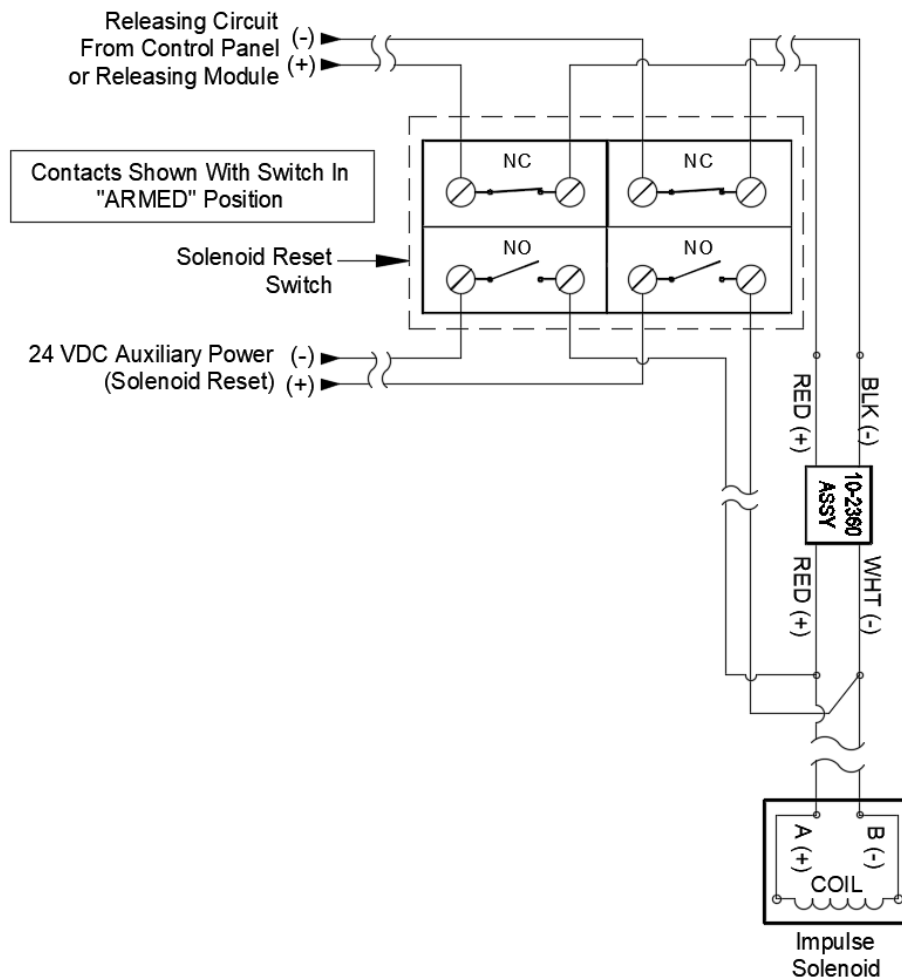 Releasing Circuit
From Control Panel
or Releasing Module
(-)
(+)
Contacts Shown With Switch In
"ARMED" Position
NC
NC
NO
NO
Solenoid Reset
Switch
24 VDC Auxiliary Power
(Solenoid Reset)
(-)
(+)
RED (+)
BLK (-)
10-2360
ASSY
RED (+)
WHT (-)
A (+)
B (-)
COIL
Impulse
Solenoid